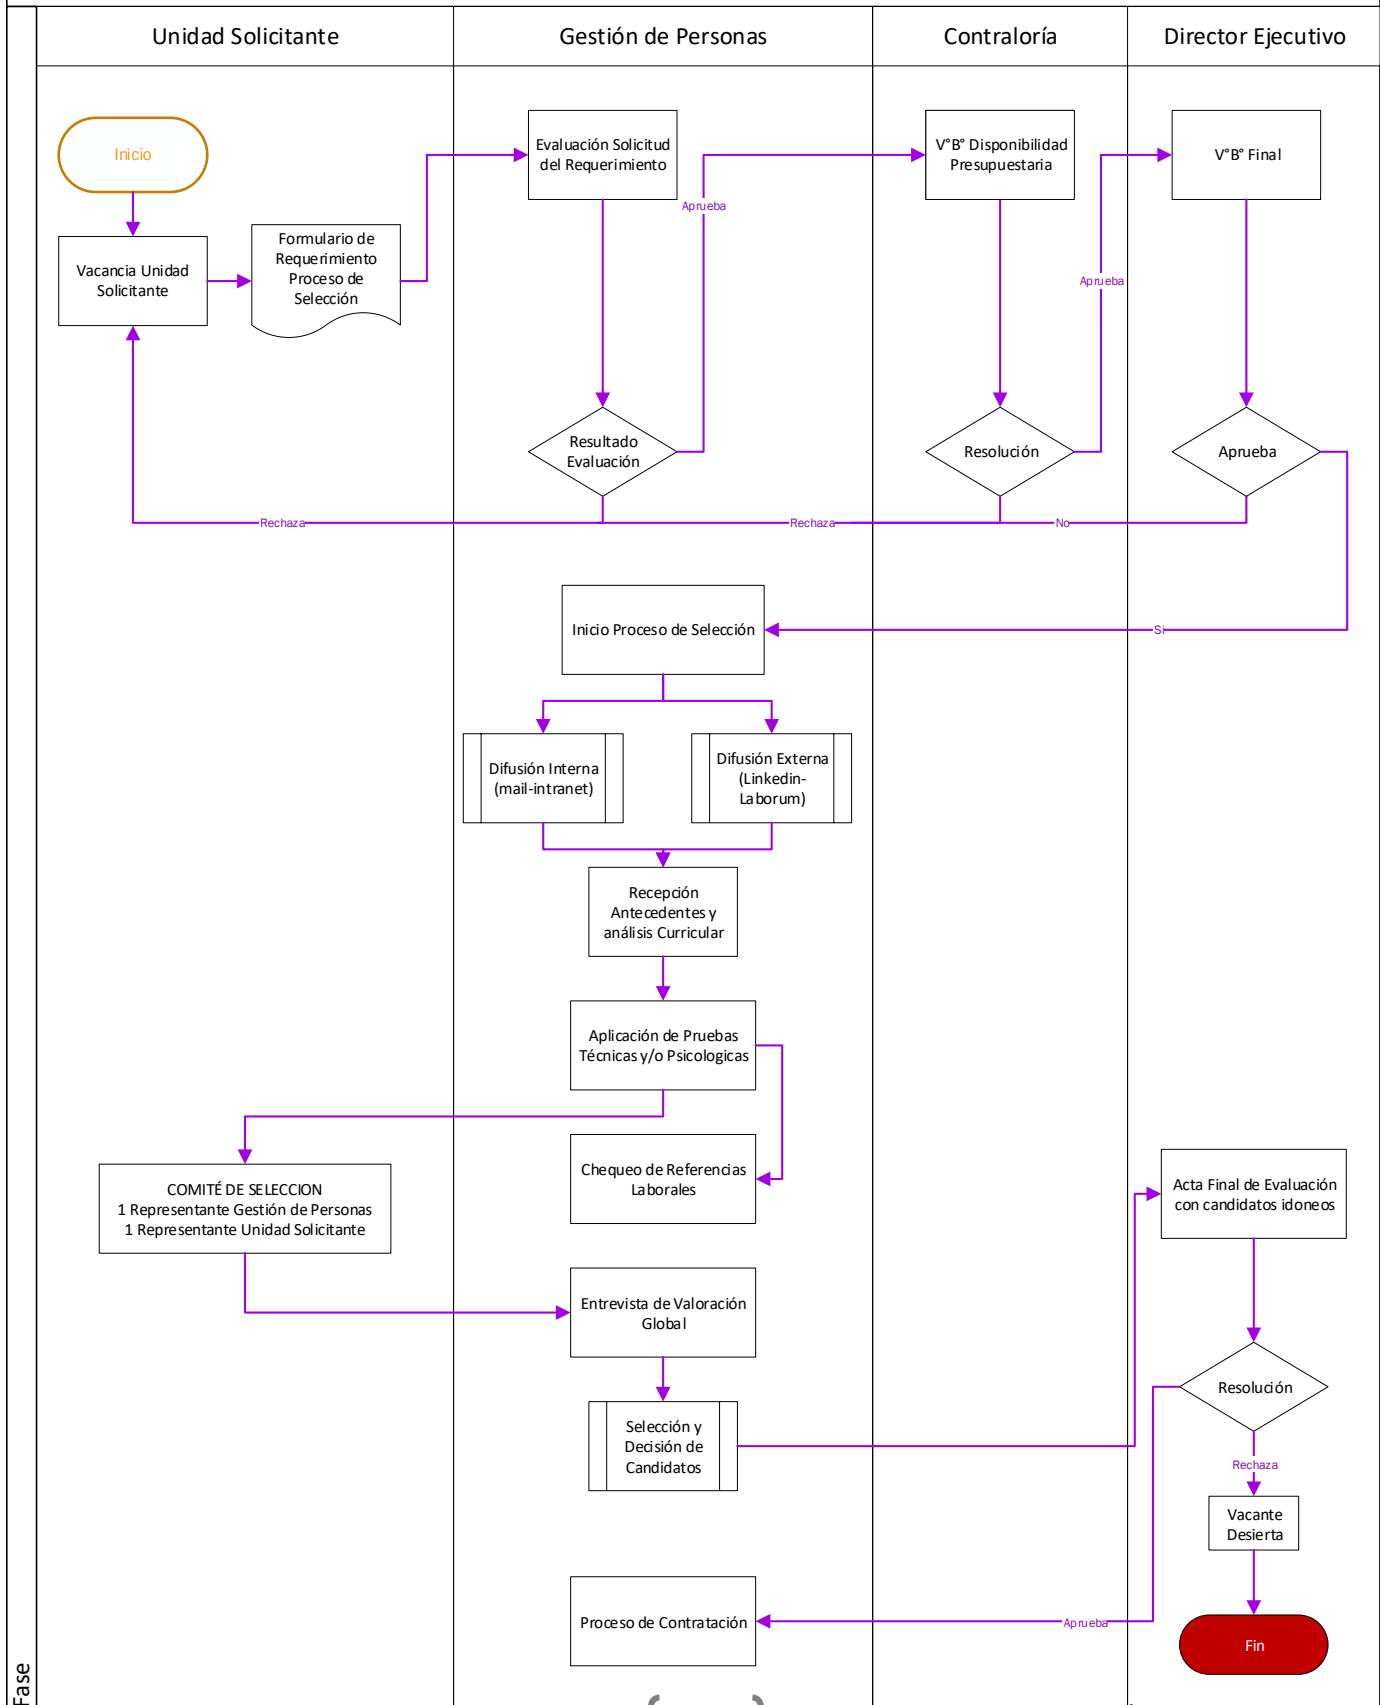 Unidad Solicitante
Gestión de Personas
Contraloría
Director Ejecutivo
Inicio
Evaluación Solicitud
del Requerimiento
V°B° Disponibilidad
Presupuestaria
V°B° Final
Aprueba
Formulario de
Requerimiento
Proceso de
Selección
Vacancia Unidad
Solicitante
Aprueba
Resultado
Evaluación
Resolución
Aprueba
Rechaza
Rechaza
No
Inicio Proceso de Selección
Si
Difusión Interna
(mail-intranet)
Difusión Externa
(Linkedin-
Laborum)
Recepción
Antecedentes y
análisis Curricular
Aplicación de Pruebas
Técnicas y/o Psicologicas
Chequeo de Referencias
Laborales
COMITÉ DE SELECCION
1 Representante Gestión de Personas
1 Representante Unidad Solicitante
Acta Final de Evaluación
con candidatos idoneos
Entrevista de Valoración
Global
Resolución
Selección y
Decisión de
Candidatos
Rechaza
Vacante
Desierta
Proceso de Contratación
Aprueba
Fin
Fase